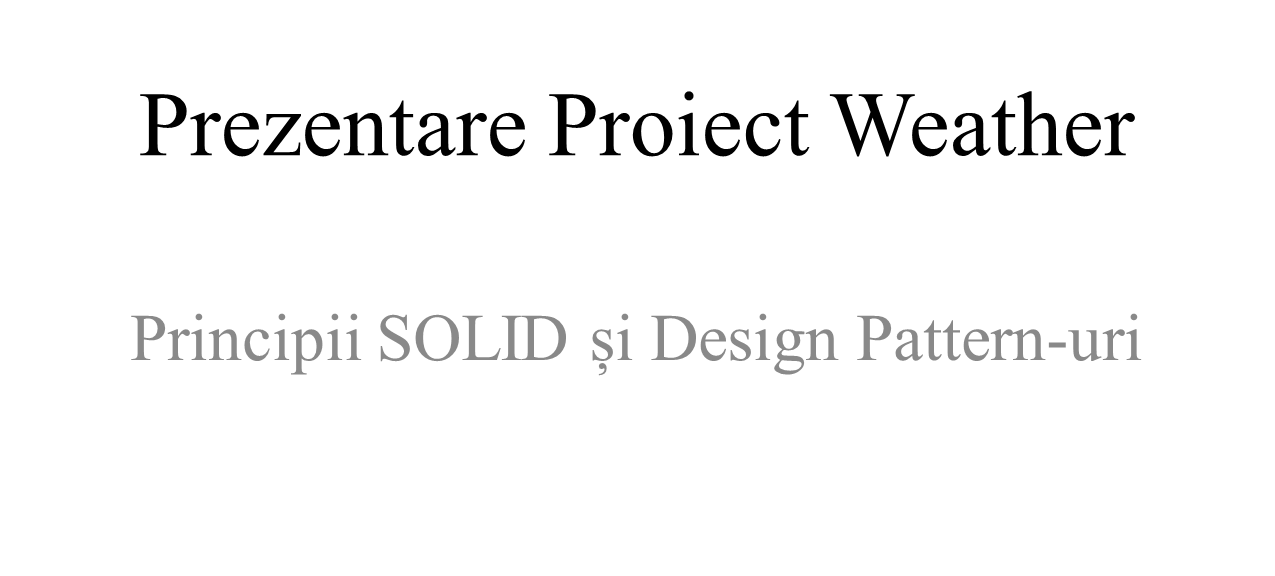 Prezentare Proiect Weather
Principii SOLID și Design Pattern-uri